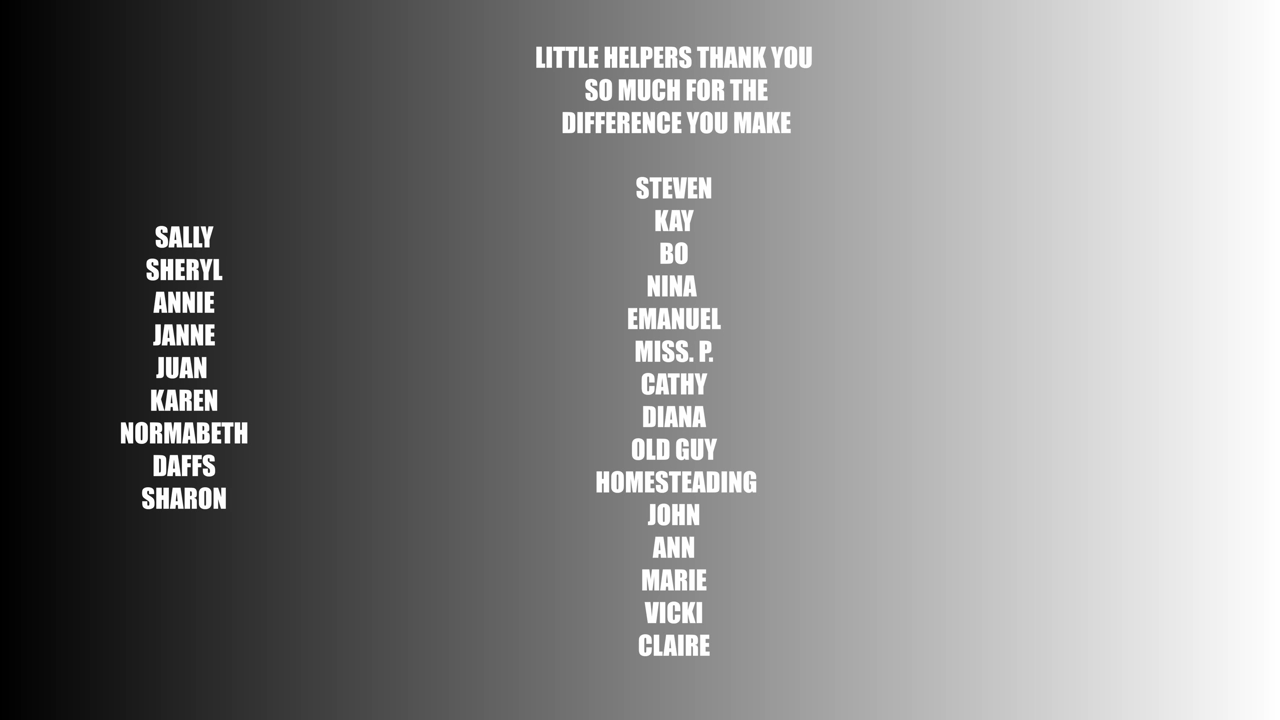 LITTLE HELPERS THANK YOU
SO MUCH FOR THE
DIFFERENCE YOU MAKE
SALLY
SHERYL
ANNIE
JANNE
JUAN
KAREN
NORMABETH
DAFFS
SHARON
STEVEN
KAY
BO
NINA
EMANUEL
MISS. P.
CATHY
DIANA
OLD GUY
HOMESTEADING
JOHN
ANN
MARIE
VICKI
CLAIRE